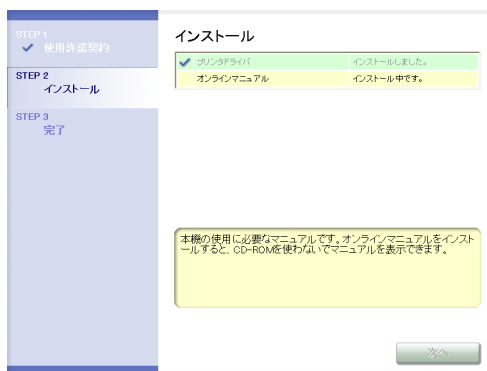 STEP 1
使用許諾契約
STEP 2
インストール
STEP 3
完了
インストール
プリンタドライバ インストールしました。
オンラインマニュアル インストール中です。
本機の使用に必要なマニュアルです。オンラインマニュアルをインスト
ールすると、CD-ROMを使わないでマニュアルを表示できます。
次へ